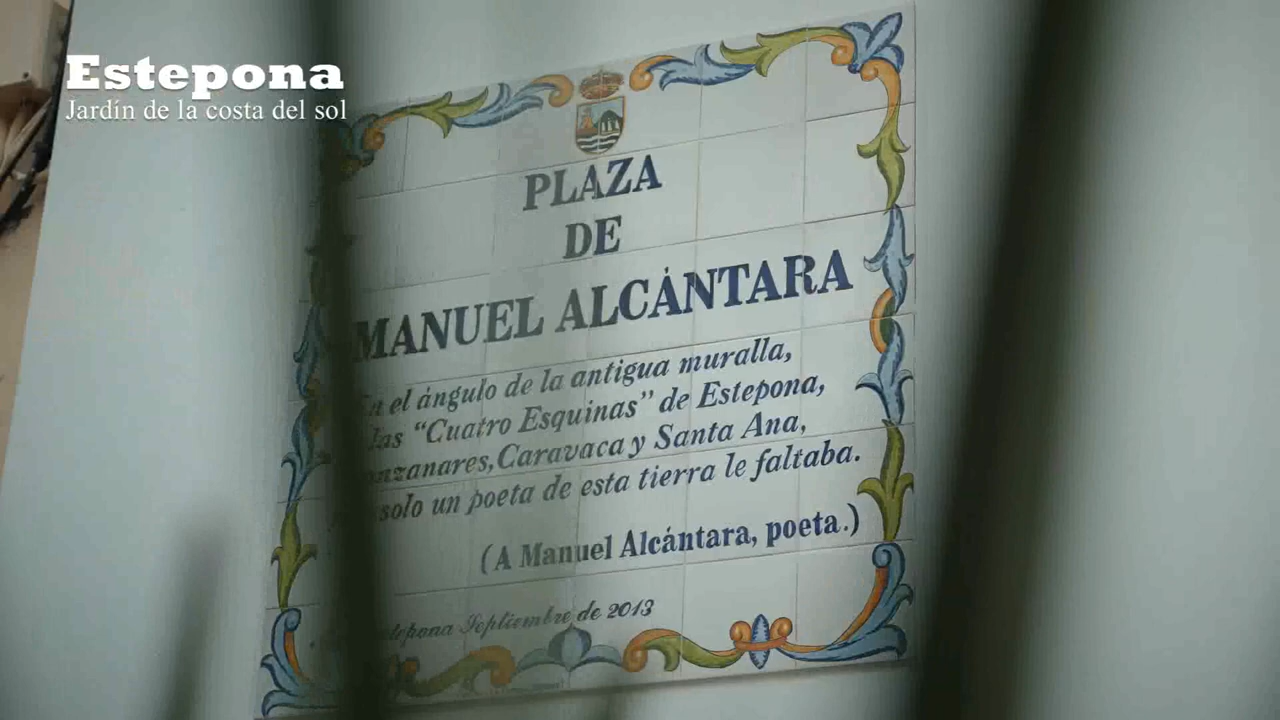 Estepona
Jardín de la costa del sol
PLAZA
DE
MANUEL ALCÁNTARA
En el ángulo de la antigua muralla,
las “Cuatro Esquinas” de Estepona,
Caravaca y Santa Ana,
solo un poeta de esta tierra le faltaba.
(A Manuel Alcántara, poeta.)
Estepona Septiembre de 2013